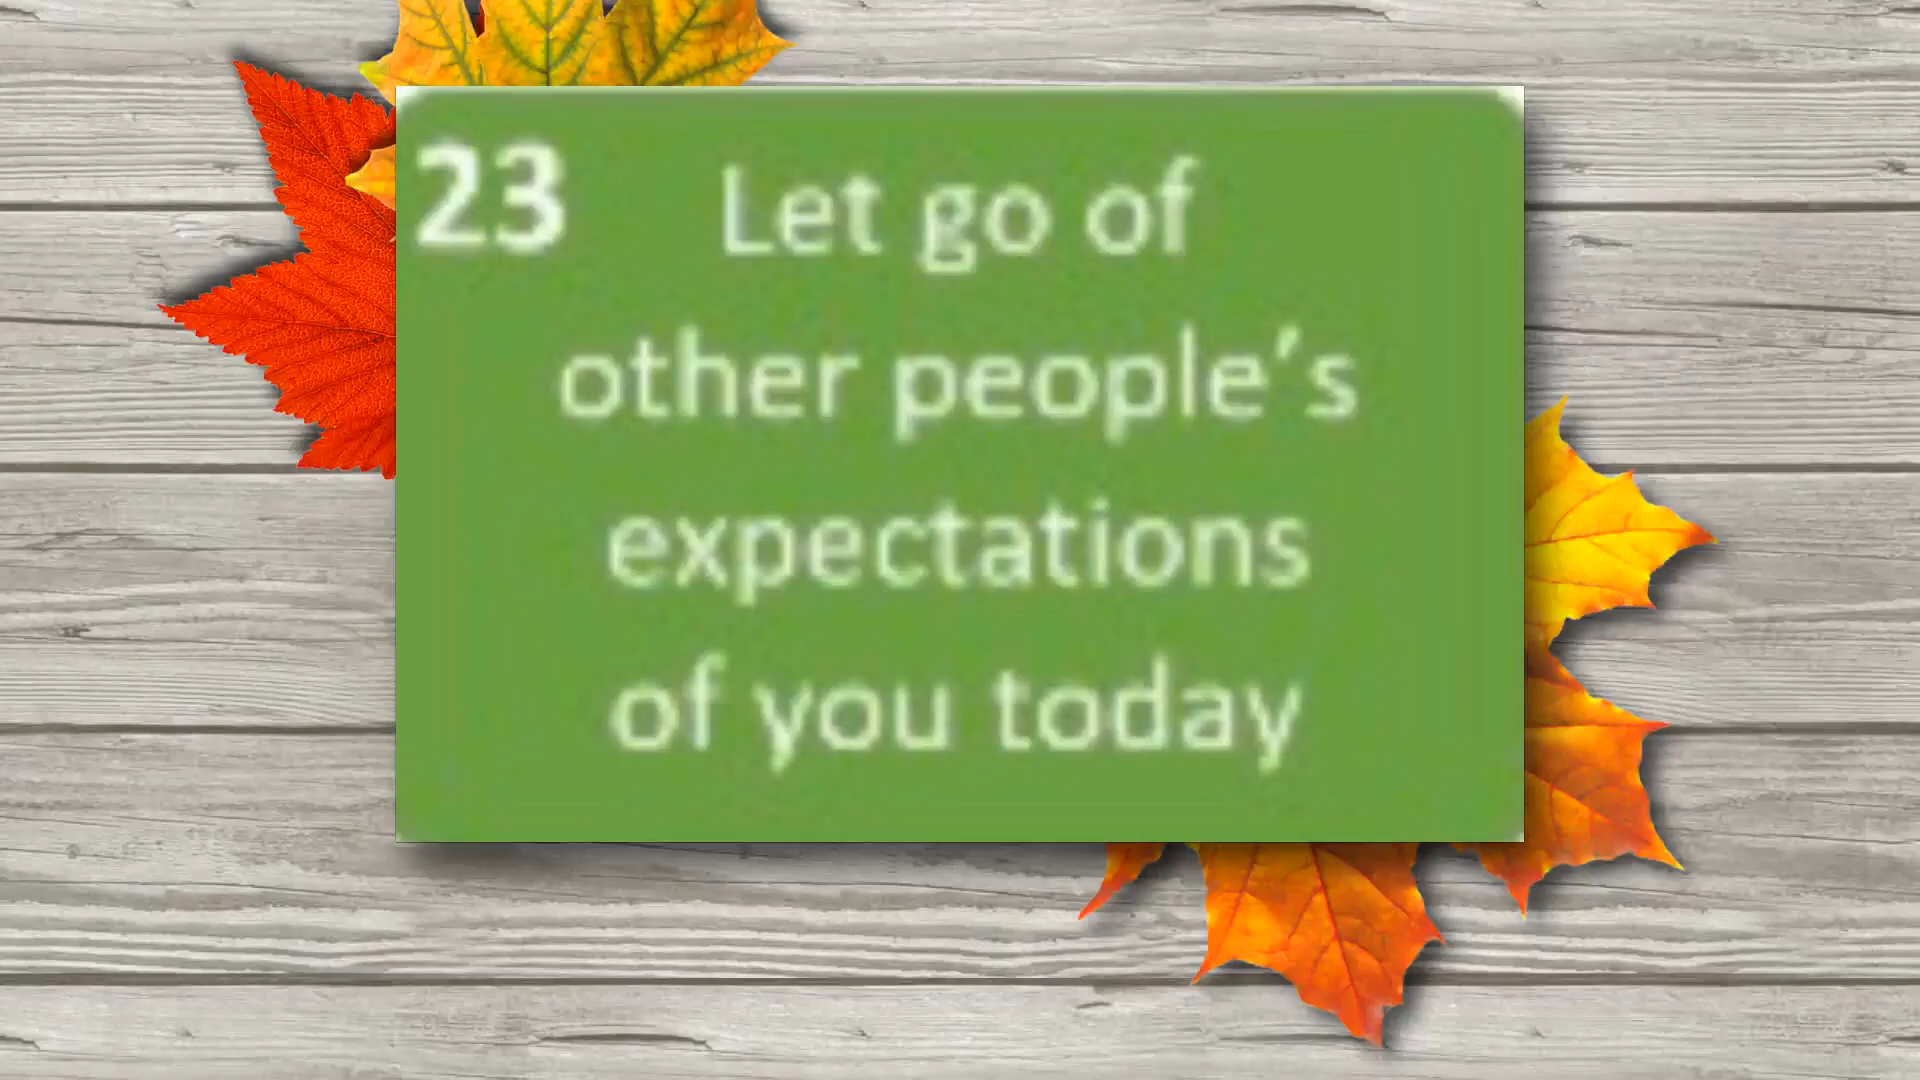 23 Let go of
other people’s
expectations
of you today